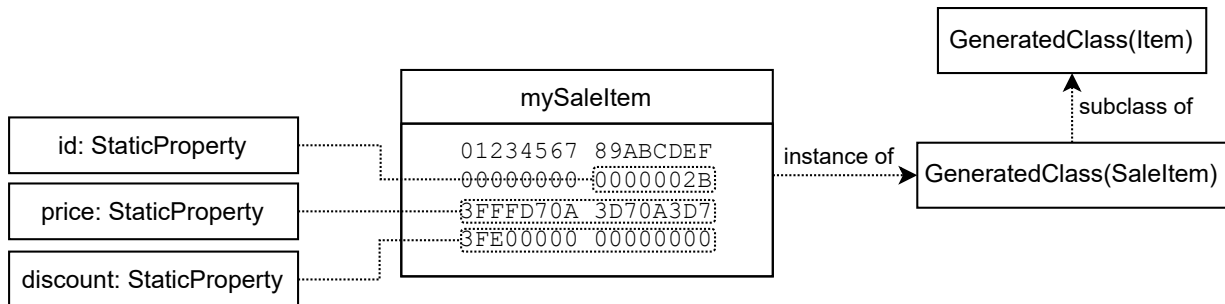 GeneratedClass(Item)
subclass of
mySaleItem
id: StaticProperty
01234567 89ABCDEF
instance of
GeneratedClass(SaleItem)
00000000 0000002B
price: StaticProperty
3FFFD70A 3D70A3D7
3FE00000 00000000
discount: StaticProperty